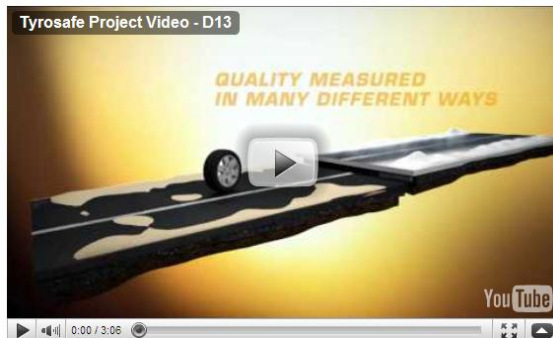 Tyrosafe Project Video - D13
QUALITY MEASURED
IN MANY DIFFERENT WAYS
YouTube
0:00 / 3:06